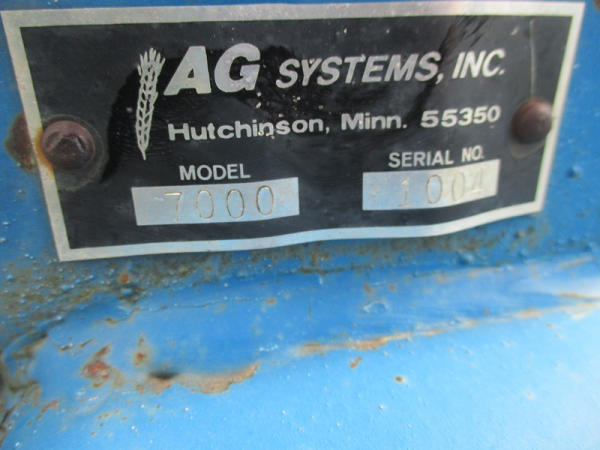 AG SYSTEMS, INC.
Hutchinson, Minn. 55350
MODEL SERIAL NO.
7000 1004